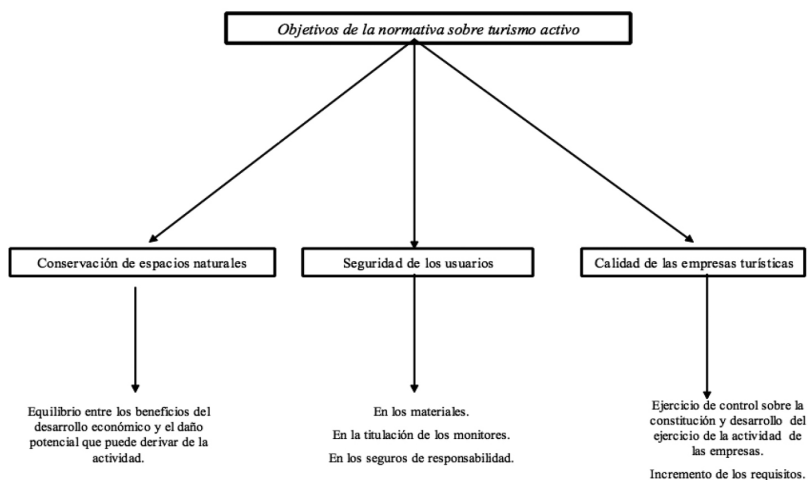 Objetivos de la normativa sobre turismo activo
Conservación de espacios naturales
Seguridad de los usuarios
Calidad de las empresas turísticas
Equilibrio entre los beneficios del
desarrollo económico y el daño
potencial que puede derivar de la
actividad.
En los materiales.
En la titulación de los monitores.
En los seguros de responsabilidad.
Ejercicio de control sobre la
constitución y desarrollo del
ejercicio de la actividad de
las empresas.
Incremento de los requisitos.